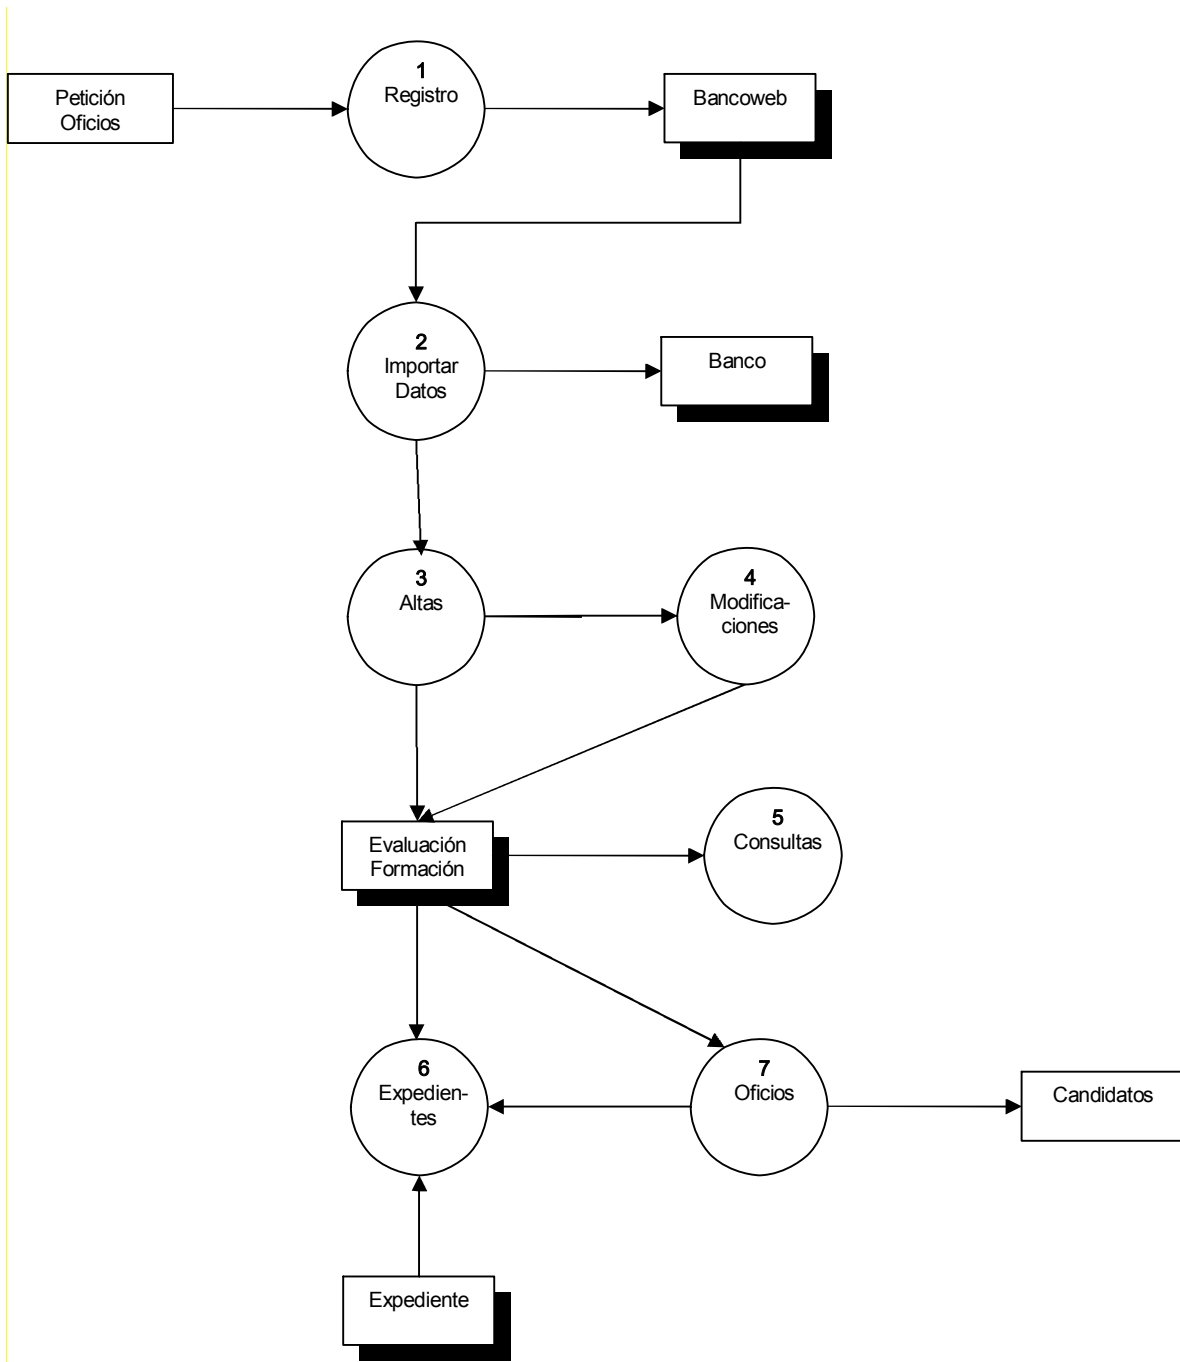 Petición
Oficios
1
Registro
Bancoweb
2
Importar
Datos
Banco
3
Altas
4
Modifica-
ciones
Evaluación
Formación
5
Consultas
6
Expedien-
tes
7
Oficios
Candidatos
Expediente